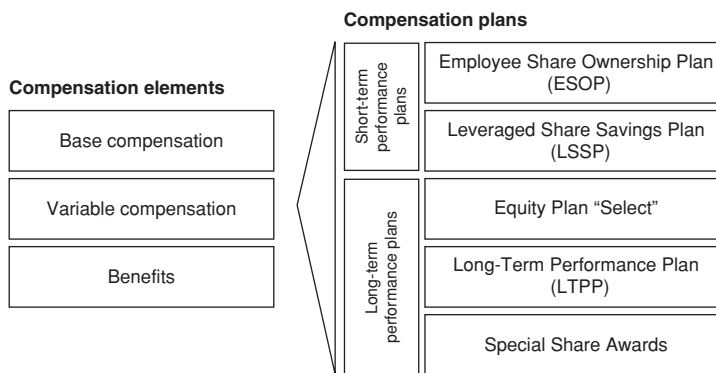 Compensation plans
Compensation elements
Base compensation
Variable compensation
Benefits
Short-term
performance
plans
Employee Share Ownership Plan
(ESOP)
Leveraged Share Savings Plan
(LSSP)
Long-term
performance plans
Equity Plan “Select”
Long-Term Performance Plan
(LTPP)
Special Share Awards